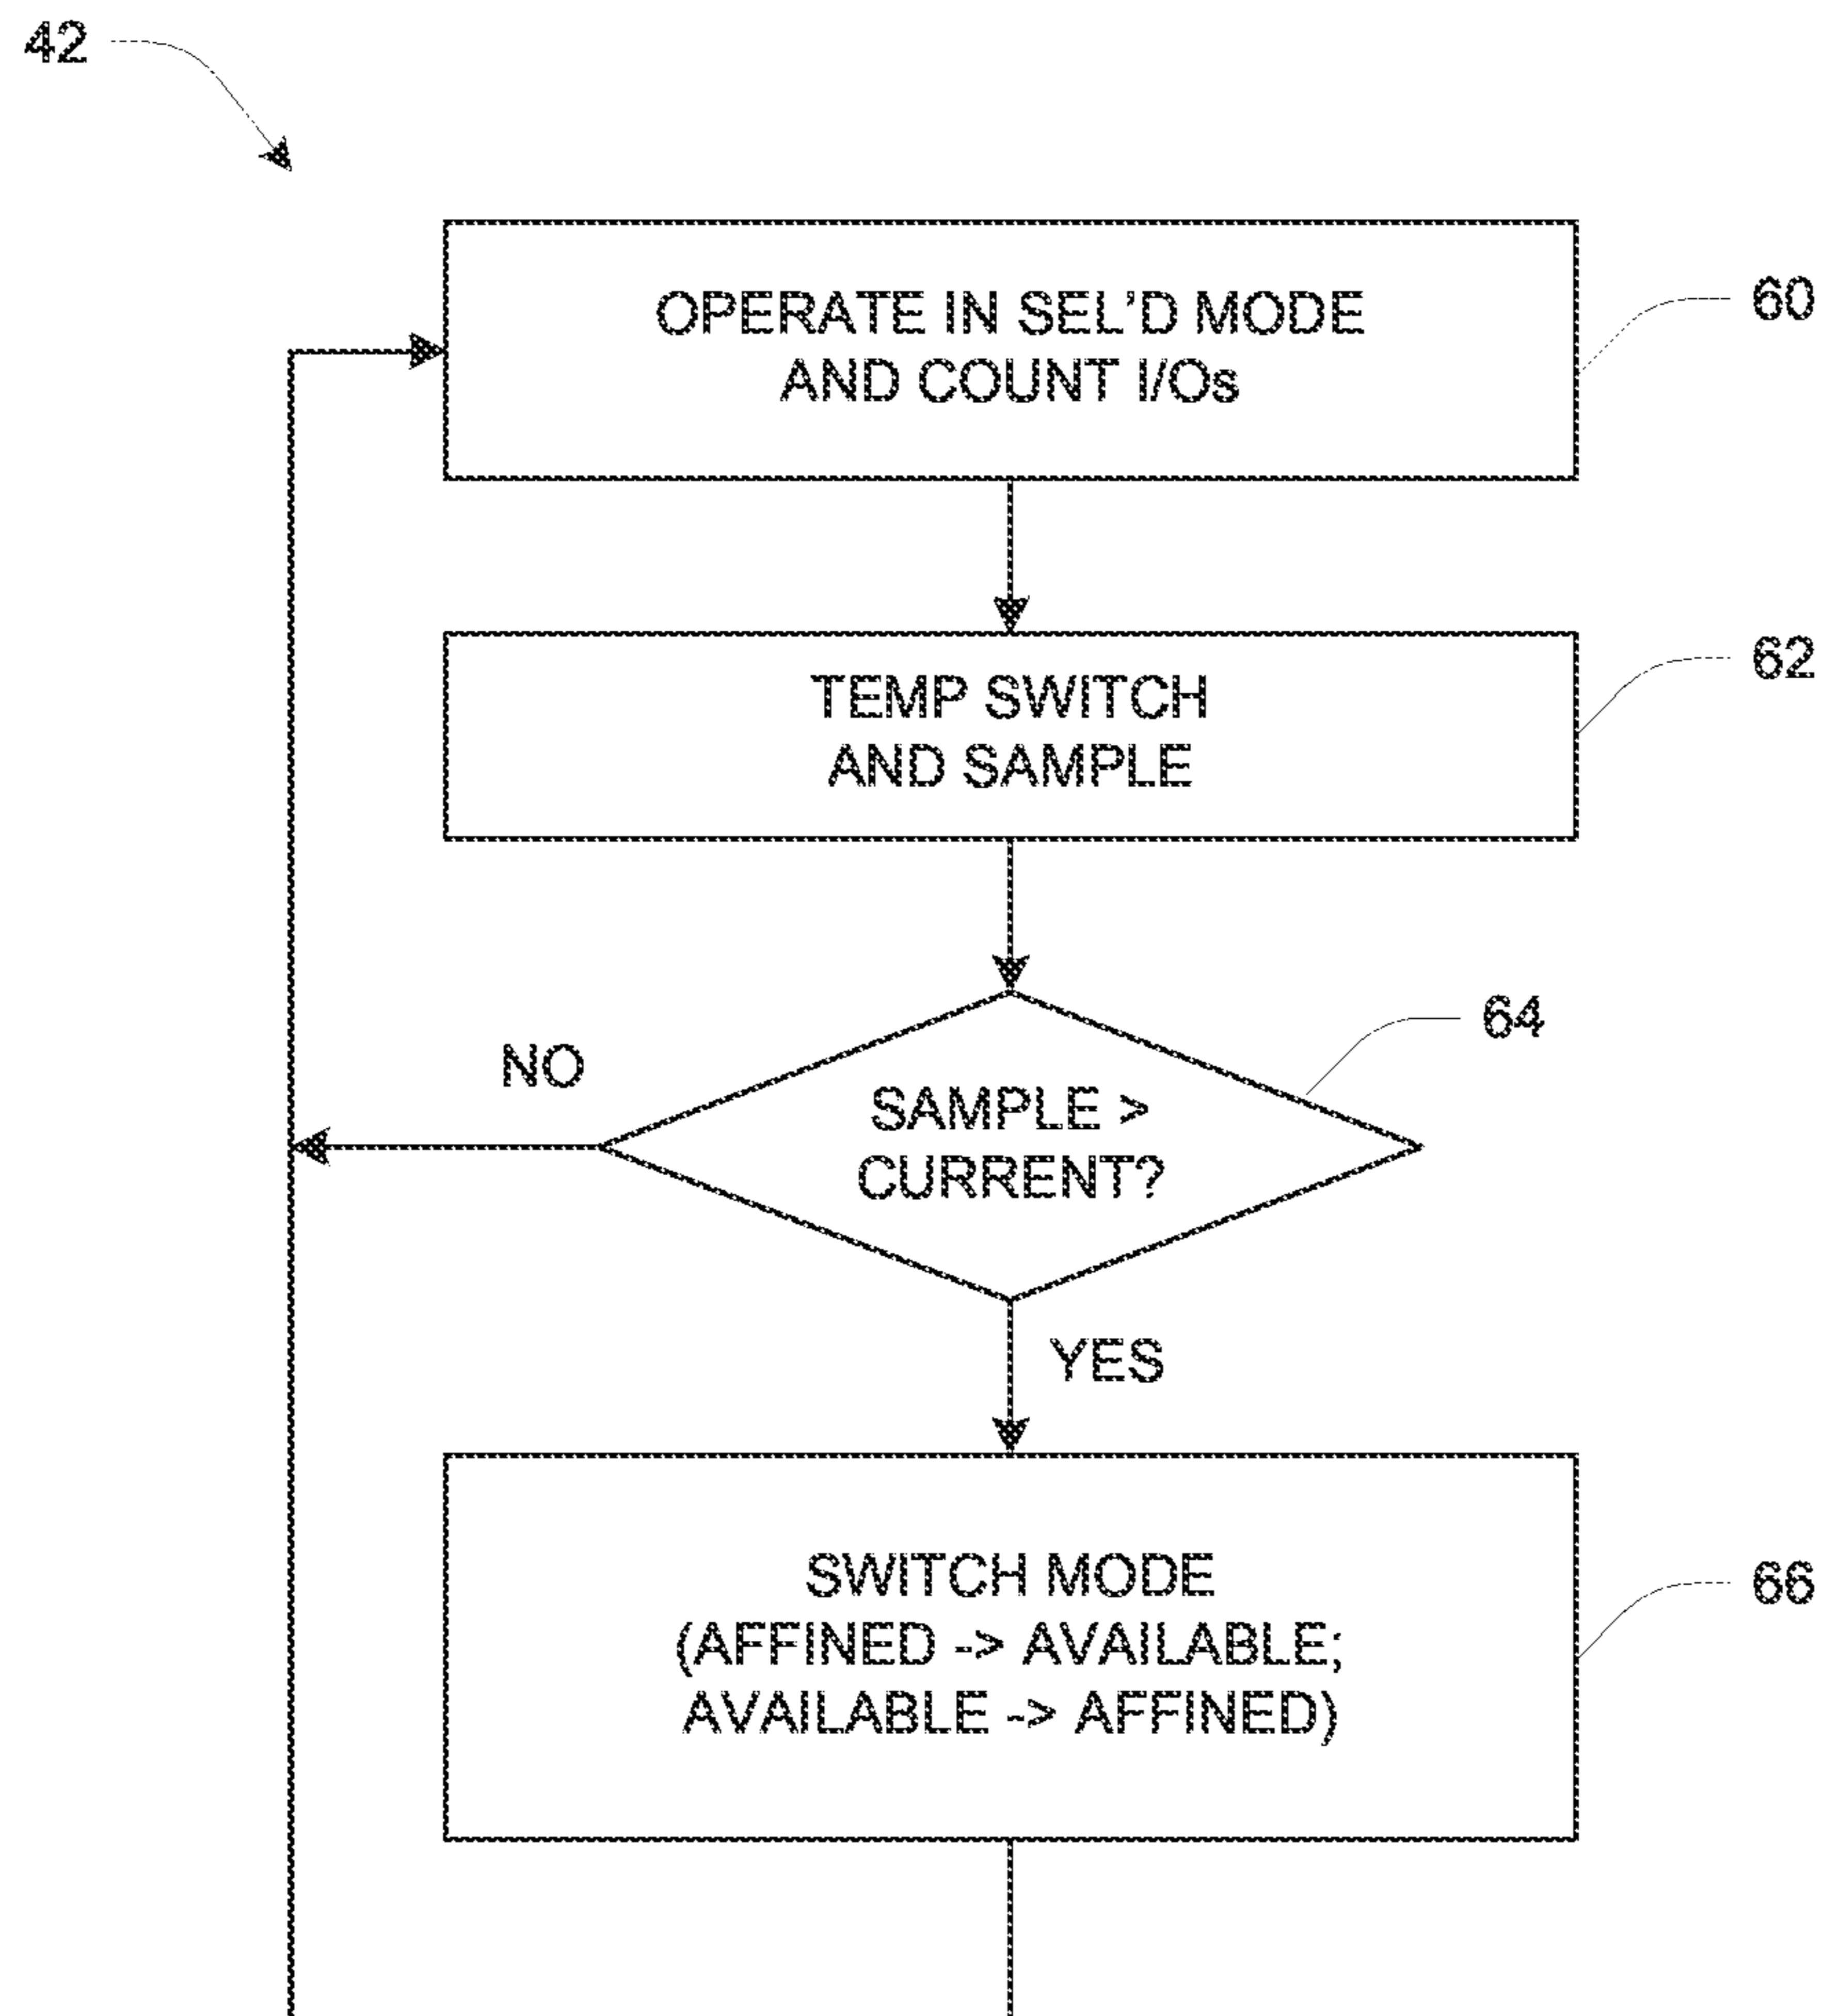 42
OPERATE IN SEL'D MODE
AND COUNT I/Os
60
TEMP SWITCH
AND SAMPLE
62
64
NO
SAMPLE >
CURRENT?
YES
SWITCH MODE
(AFFINED -> AVAILABLE;
AVAILABLE -> AFFINED)
66